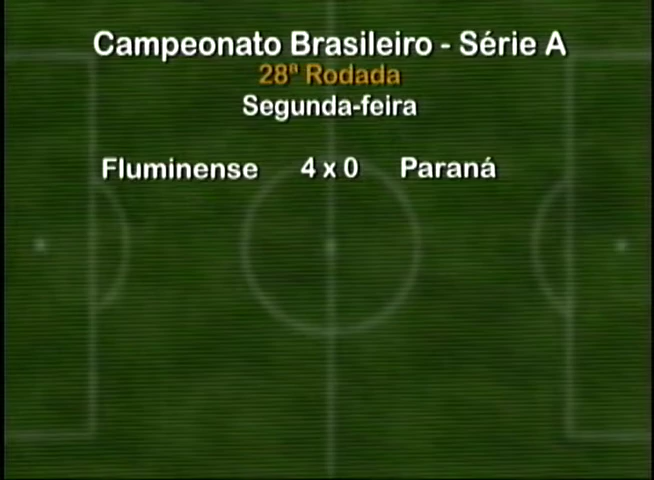 Campeonato Brasileiro - Série A
28ª Rodada
Segunda-feira
Fluminense 4 x 0 Paraná